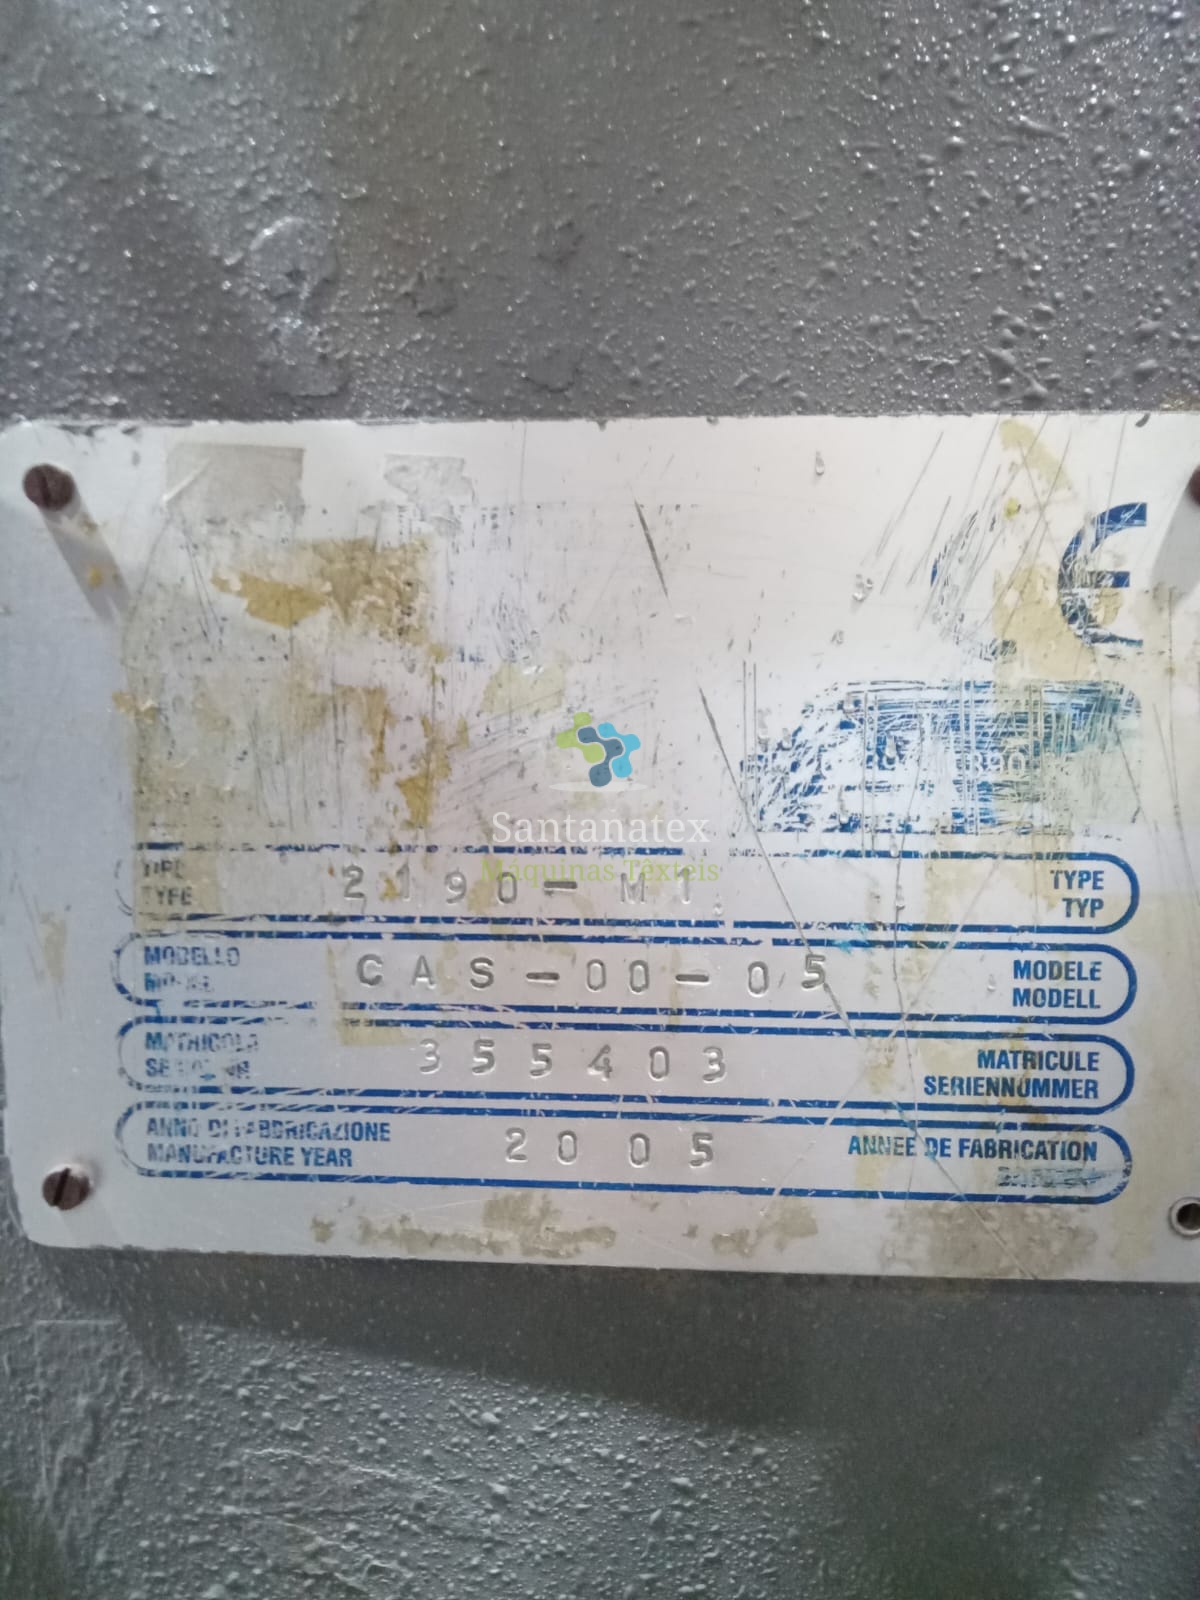 CE
Santanatex
Máquinas Têxteis
TYPE 2190-M1 TYPE
TYP
MODELLO CAS-00-05 MODELE
MODELL
MATRICOLA 355403 MATRICULE
SERIENNUMMER
ANNO DI FABBRICAZIONE 2005 ANNEE DE FABRICATION
MANUFACTURE YEAR